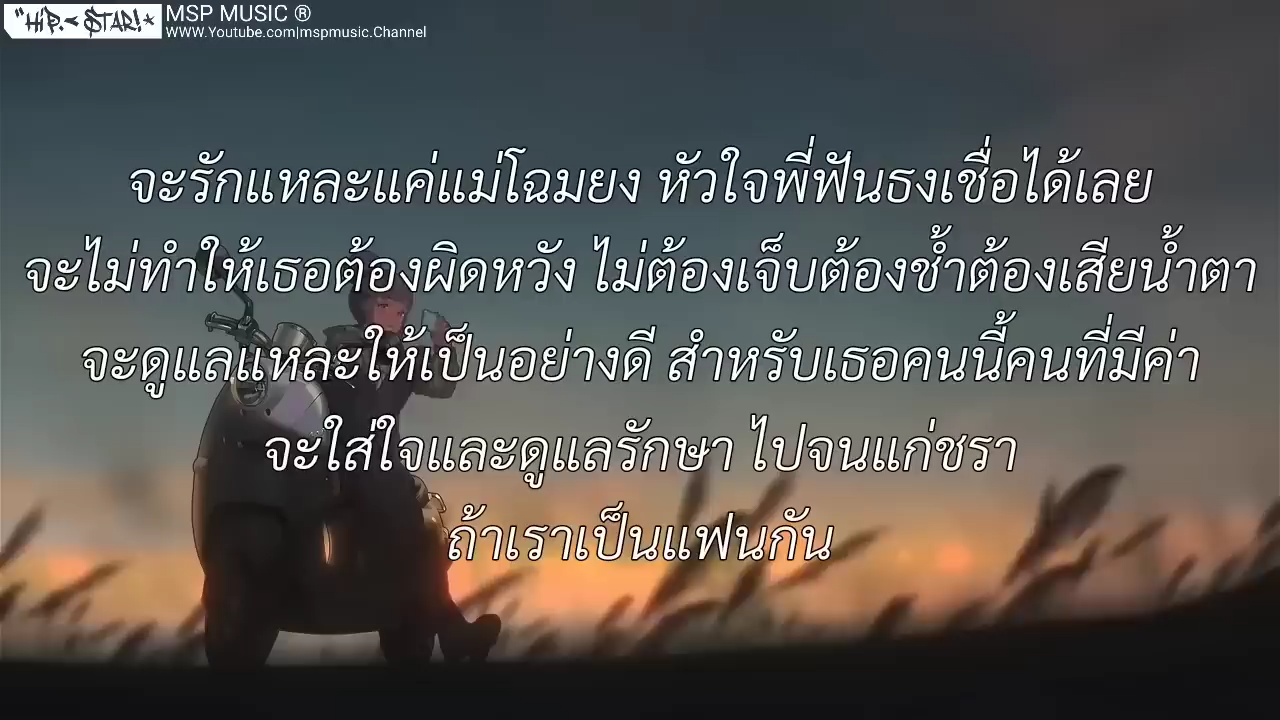 "HiP.< STAR!*
MSP MUSIC ®
WWW.Youtube.com|mspmusic.Channel
จะรักแหละแค่แม่โฉมยง หัวใจพี่ฟันธงเชื่อได้เลย
จะไม่ทำให้เธอต้องผิดหวัง ไม่ต้องเจ็บต้องช้ำต้องเสียน้ำตา
จะดูแลแหละให้เป็นอย่างดี สำหรับเธอคนนี้คนที่มีค่า
จะใส่ใจและดูแลรักษา ไปจนแก่ชรา
ถ้าเราเป็นแฟนกัน